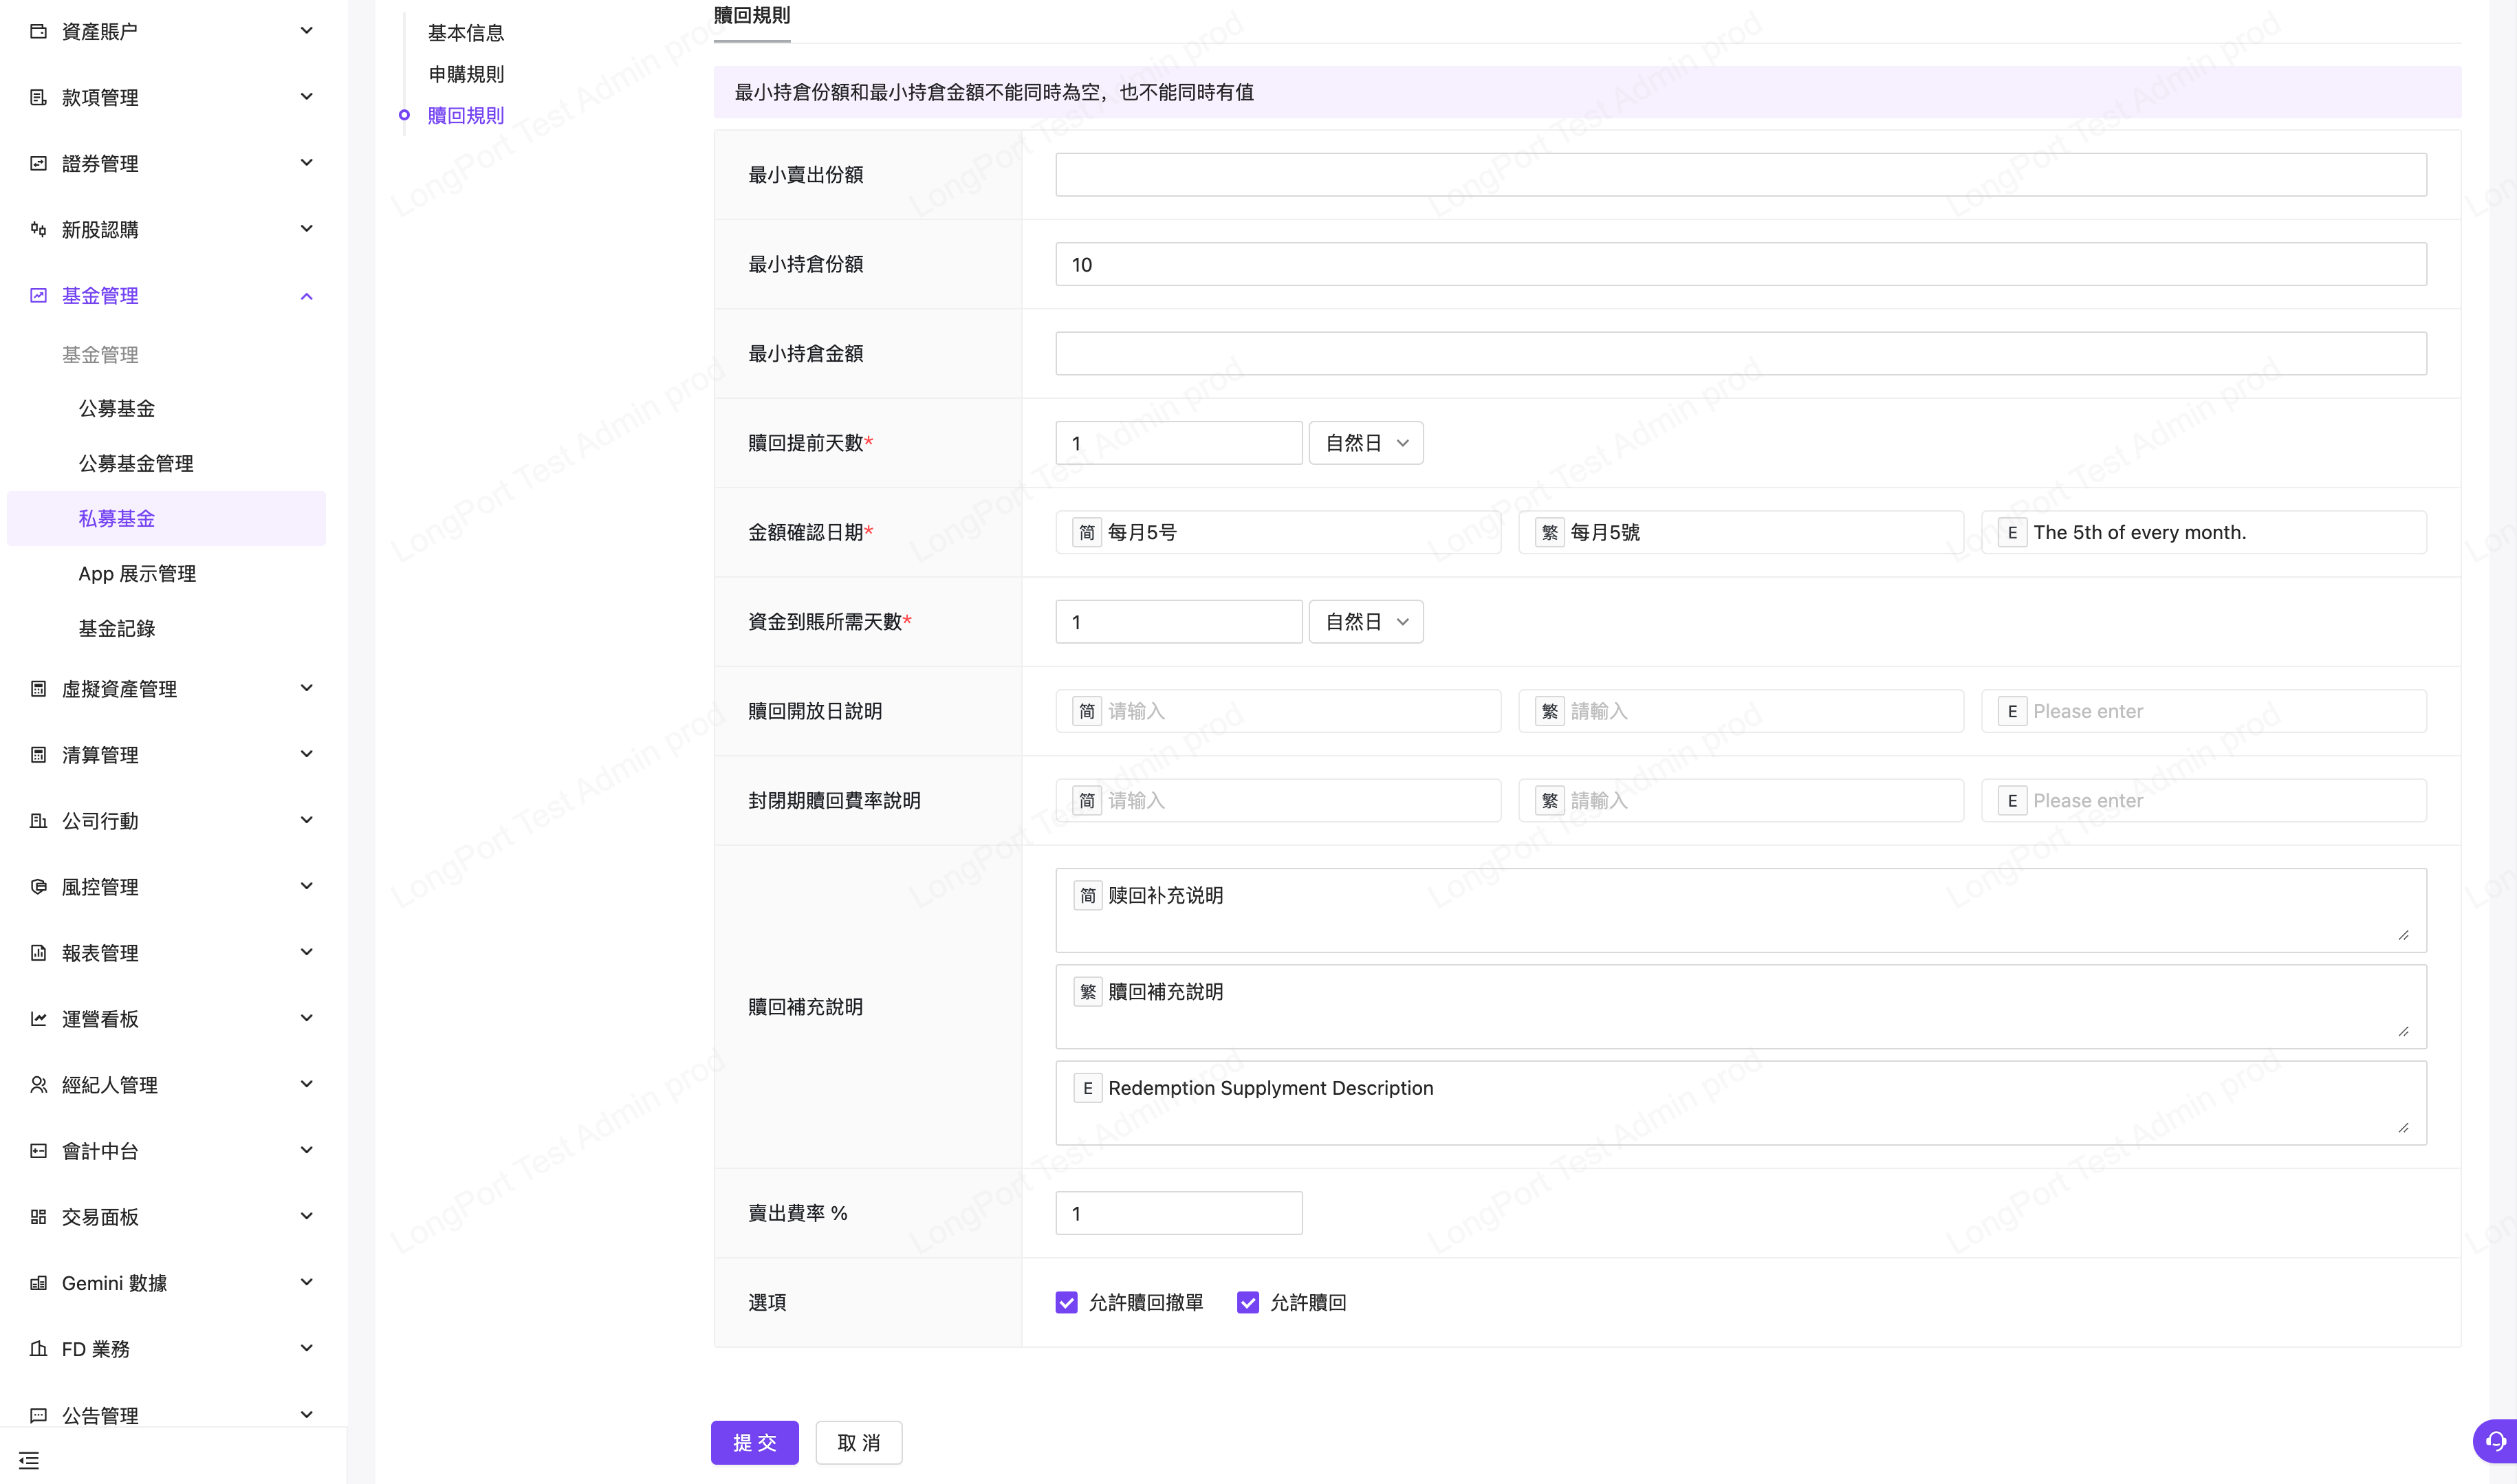 資產賬户
款項管理
證券管理
新股認購
基金管理
基金管理
公募基金
公募基金管理
私募基金
App 展示管理
基金記錄
虛擬資產管理
清算管理
公司行動
風控管理
報表管理
運營看板
經紀人管理
會計中台
交易面板
Gemini 數據
FD 業務
公告管理
基本信息
申購規則
贖回規則
贖回規則
最小持倉份額和最小持倉金額不能同時為空，也不能同時有值
最小賣出份額
最小持倉份額 10
最小持倉金額
贖回提前天數* 1 自然日
金額確認日期* 简 每月5号 繁 每月5號 E The 5th of every month.
資金到賬所需天數* 1 自然日
贖回開放日說明 简 请输入 繁 請輸入 E Please enter
封閉期贖回費率說明 简 请输入 繁 請輸入 E Please enter
贖回補充說明
简 赎回补充说明
繁 贖回補充說明
E Redemption Supplyment Description
賣出費率 % 1
選項 允許贖回撤單 允許贖回
提 交 取 消
LongPort Test Admin prod